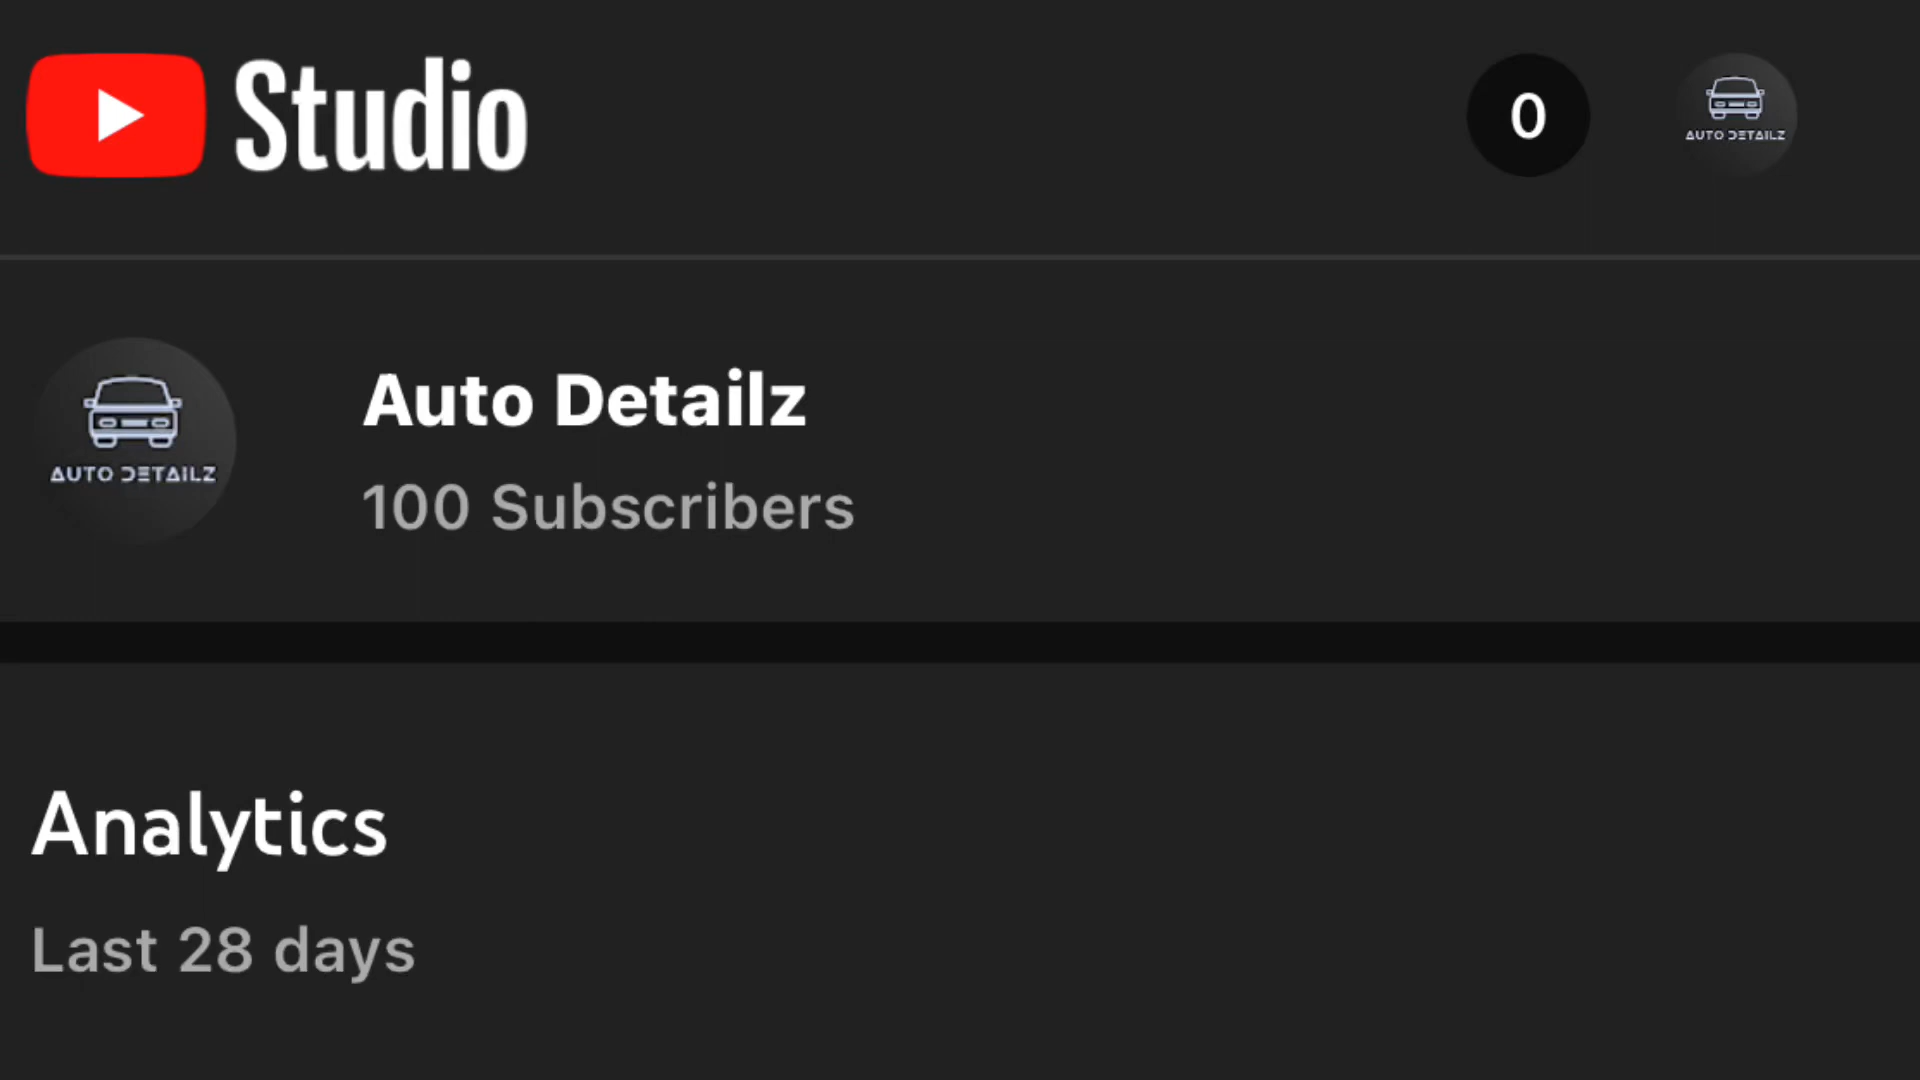 Studio
0
AUTO DETAILZ
AUTO DETAILZ
Auto Detailz
100 Subscribers
Analytics
Last 28 days